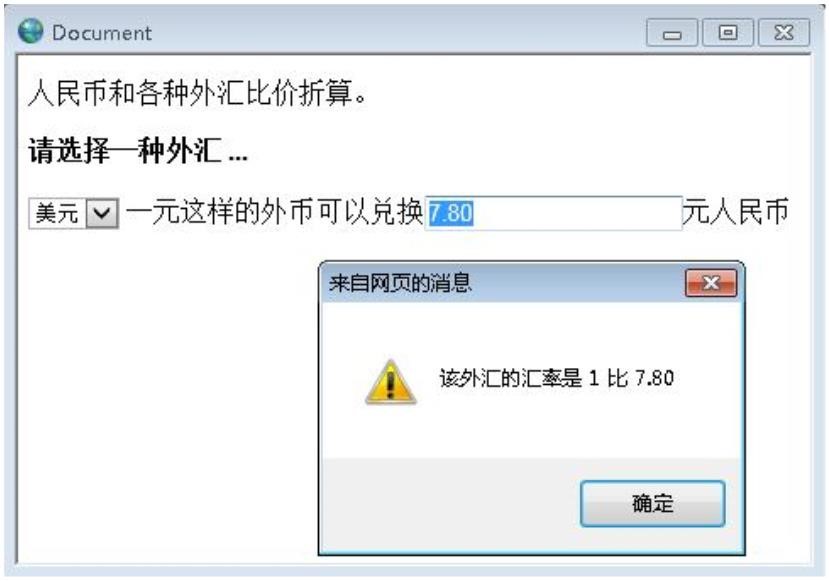 Document
人民币和各种外汇比价折算。
请选择一种外汇 ...
美元 一元这样的外币可以兑换7.80元人民币
来自网页的消息
该外汇的汇率是 1 比 7.80
确定